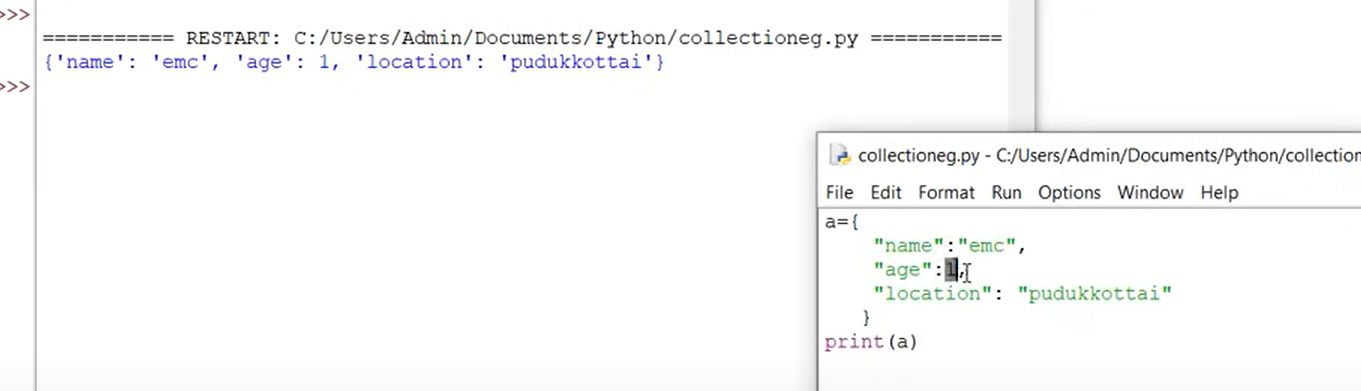 >>>
=========== RESTART: C:/Users/Admin/Documents/Python/collectioneg.py ===========
{'name': 'emc', 'age': 1, 'location': 'pudukkottai'}
>>>
collectioneg.py - C:/Users/Admin/Documents/Python/collection
File Edit Format Run Options Window Help
a={
"name":"emc",
"age":1,
"location": "pudukkottai"
}
print(a)